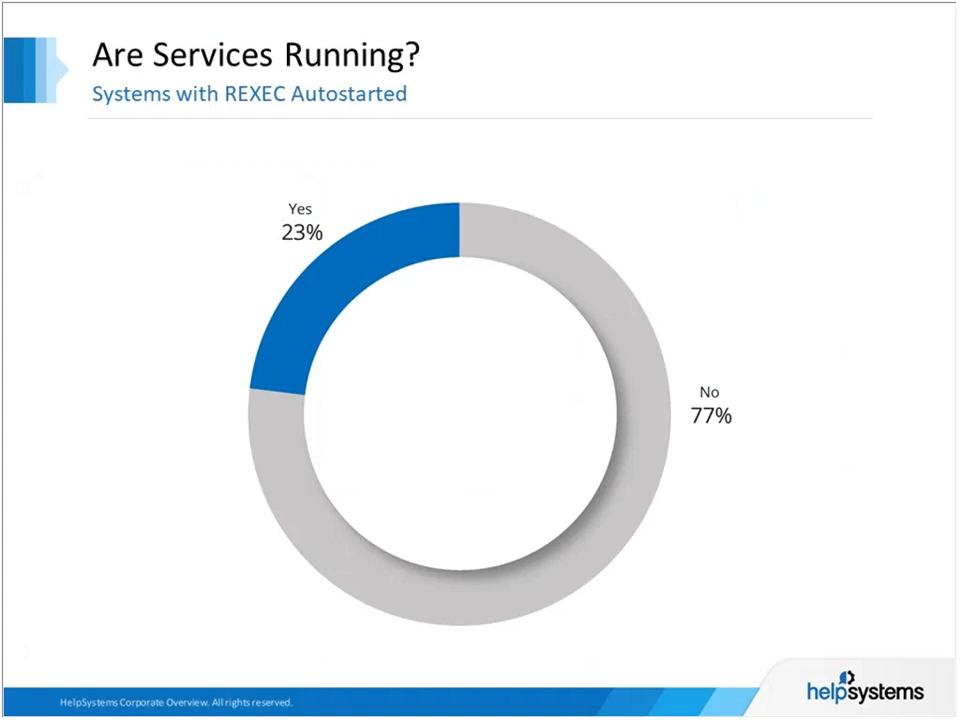 Are Services Running?
Systems with REXEC Autostarted
Yes
23%
No
77%
HelpSystems Corporate Overview. All rights reserved.
helpsystems